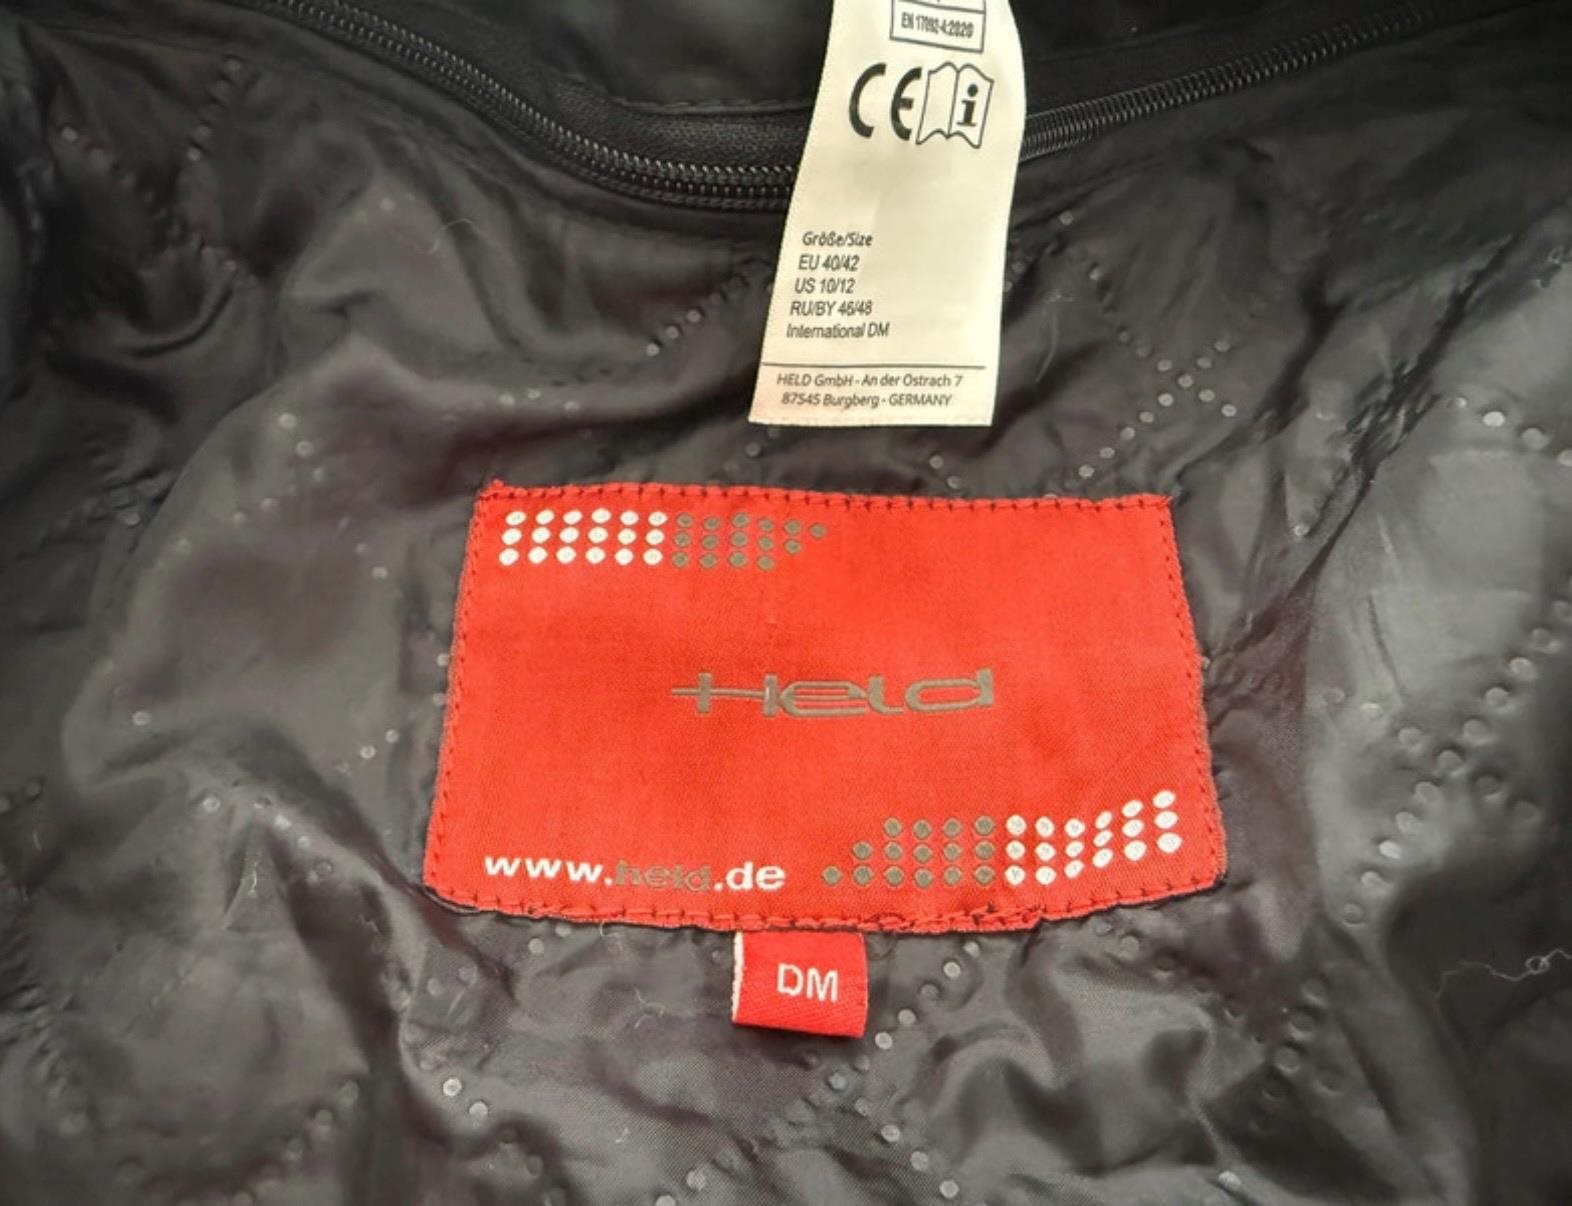 EN 17092-4:2020
CE i
Größe/Size
EU 40/42
US 10/12
RU/BY 46/48
International DM
HELD GmbH - An der Ostrach 7
87545 Burgberg - GERMANY
Held
www.held.de
DM